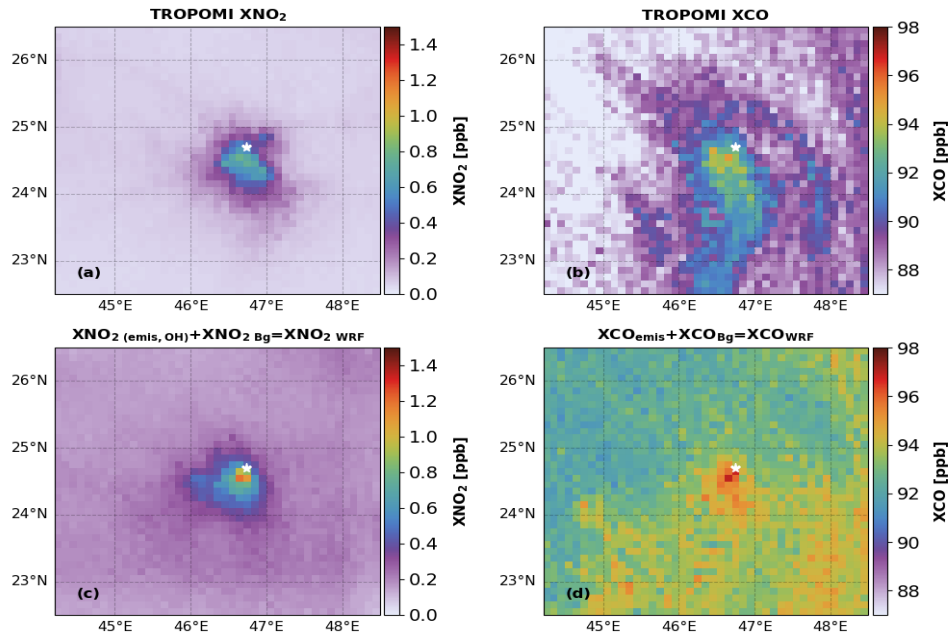 TROPOMI XNO₂
TROPOMI XCO
26°N
25°N
24°N
23°N
(a)
45°E 46°E 47°E 48°E
1.4
1.2
1.0
0.8
0.6
0.4
0.2
0.0
XNO₂ [ppb]
26°N
25°N
24°N
23°N
(b)
45°E 46°E 47°E 48°E
98
96
94
92
90
88
XCO [ppb]
XNO₂ (emis, OH)+XNO₂ Bg=XNO₂ WRF
XCOemis+XCOBg=XCOWRF
26°N
25°N
24°N
23°N
(c)
45°E 46°E 47°E 48°E
1.4
1.2
1.0
0.8
0.6
0.4
0.2
0.0
XNO₂ [ppb]
26°N
25°N
24°N
23°N
(d)
45°E 46°E 47°E 48°E
98
96
94
92
90
88
XCO [ppb]